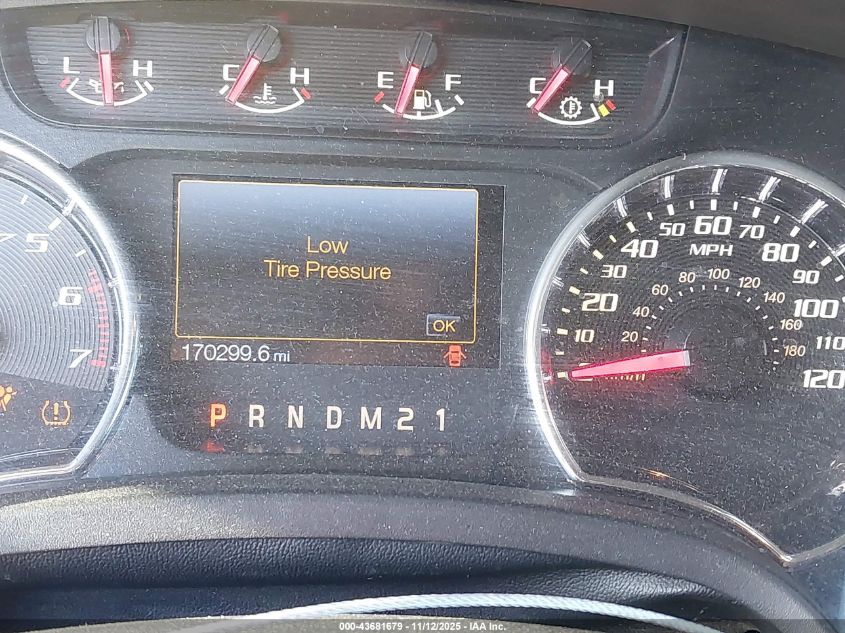 L H
C H
E F
C H
5
6
7
Low
Tire Pressure
OK
170299.6 mi
P R N D M 2 1
10
20
30
40
50
60
70
80
90
100
110
120
MPH
20
40
60
80
100
120
140
160
180
000-43681679 - 11/12/2025 - IAA Inc.